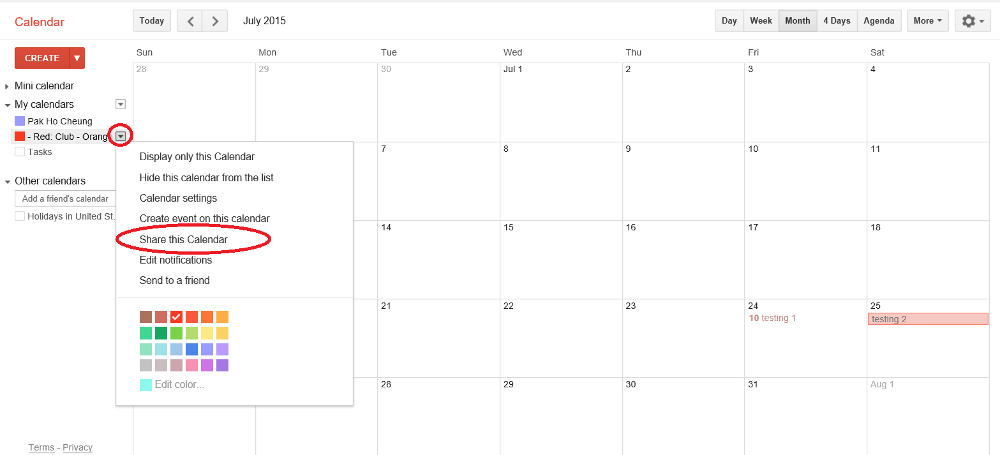 Calendar
Today
July 2015
Day Week Month 4 Days Agenda More
CREATE
Mini calendar
My calendars
Pak Ho Cheung
- Red: Club - Orange
Tasks
Other calendars
Add a friend's calendar
Holidays in United St.
Terms - Privacy
Sun Mon Tue Wed Thu Fri Sat
28 29 30 Jul 1 2 3 4
7 8 9 10 11
14 15 16 17 18
21 22 23 24 25
10 testing 1
testing 2
28 29 30 31 Aug 1
Display only this Calendar
Hide this calendar from the list
Calendar settings
Create event on this calendar
Share this Calendar
Edit notifications
Send to a friend
Edit color...